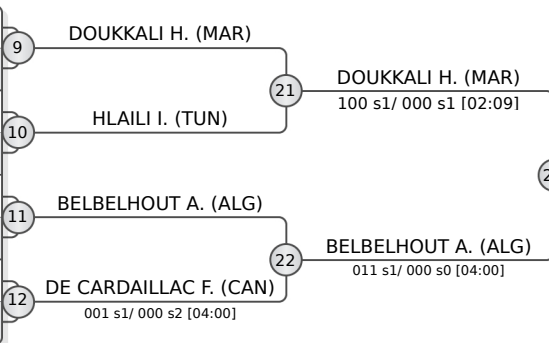 DOUKKALI H. (MAR)
9
21
DOUKKALI H. (MAR)
100 s1/ 000 s1 [02:09]
HLAILI I. (TUN)
10
BELBELHOUT A. (ALG)
11
22
BELBELHOUT A. (ALG)
011 s1/ 000 s0 [04:00]
DE CARDAILLAC F. (CAN)
12
001 s1/ 000 s2 [04:00]